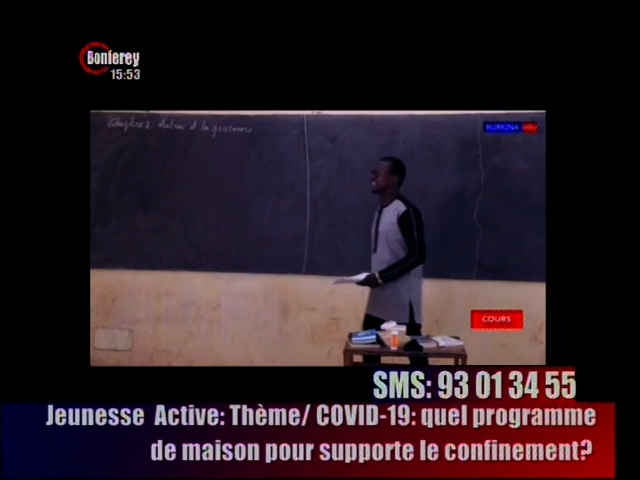 Bonferey
15:53
BURKINA info
COURS
SMS: 93 01 34 55
Jeunesse Active: Thème/ COVID-19: quel programme
de maison pour supporte le confinement?